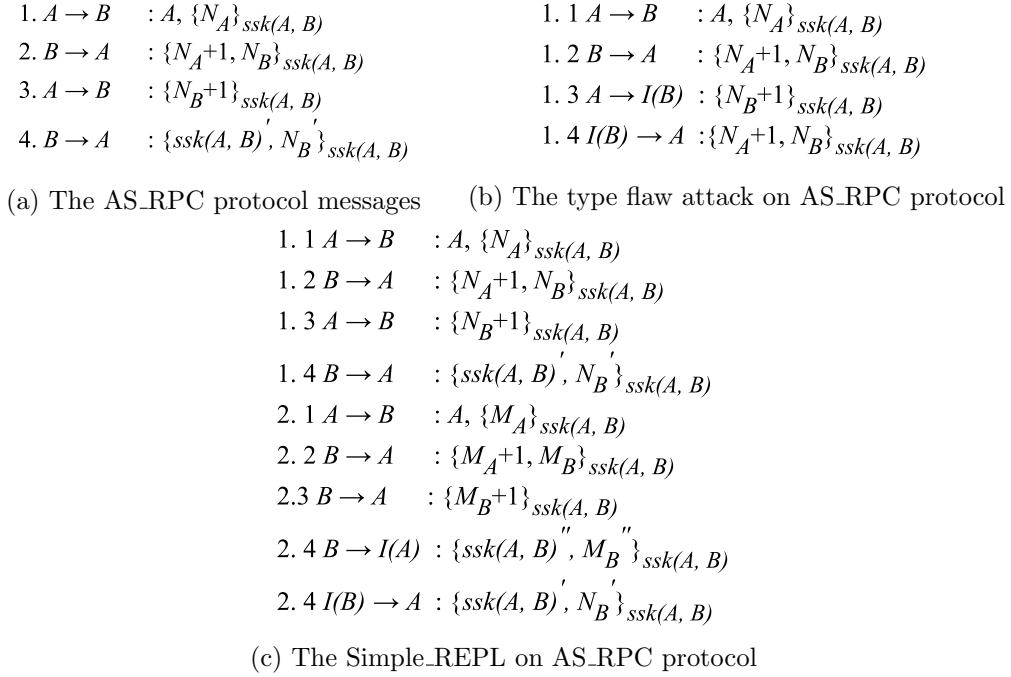 1. A → B : A, {N_A}_ssk(A, B)
2. B → A : {N_A+1, N_B}_ssk(A, B)
3. A → B : {N_B+1}_ssk(A, B)
4. B → A : {ssk(A, B)', N_B'}_ssk(A, B)
(a) The AS_RPC protocol messages
1. 1 A → B : A, {N_A}_ssk(A, B)
1. 2 B → A : {N_A+1, N_B}_ssk(A, B)
1. 3 A → I(B) : {N_B+1}_ssk(A, B)
1. 4 I(B) → A :{N_A+1, N_B}_ssk(A, B)
(b) The type flaw attack on AS_RPC protocol
1. 1 A → B : A, {N_A}_ssk(A, B)
1. 2 B → A : {N_A+1, N_B}_ssk(A, B)
1. 3 A → B : {N_B+1}_ssk(A, B)
1. 4 B → A : {ssk(A, B)', N_B'}_ssk(A, B)
2. 1 A → B : A, {M_A}_ssk(A, B)
2. 2 B → A : {M_A+1, M_B}_ssk(A, B)
2.3 B → A : {M_B+1}_ssk(A, B)
2. 4 B → I(A) : {ssk(A, B)'', M_B''}_ssk(A, B)
2. 4 I(B) → A : {ssk(A, B)', N_B'}_ssk(A, B)
(c) The Simple_REPL on AS_RPC protocol